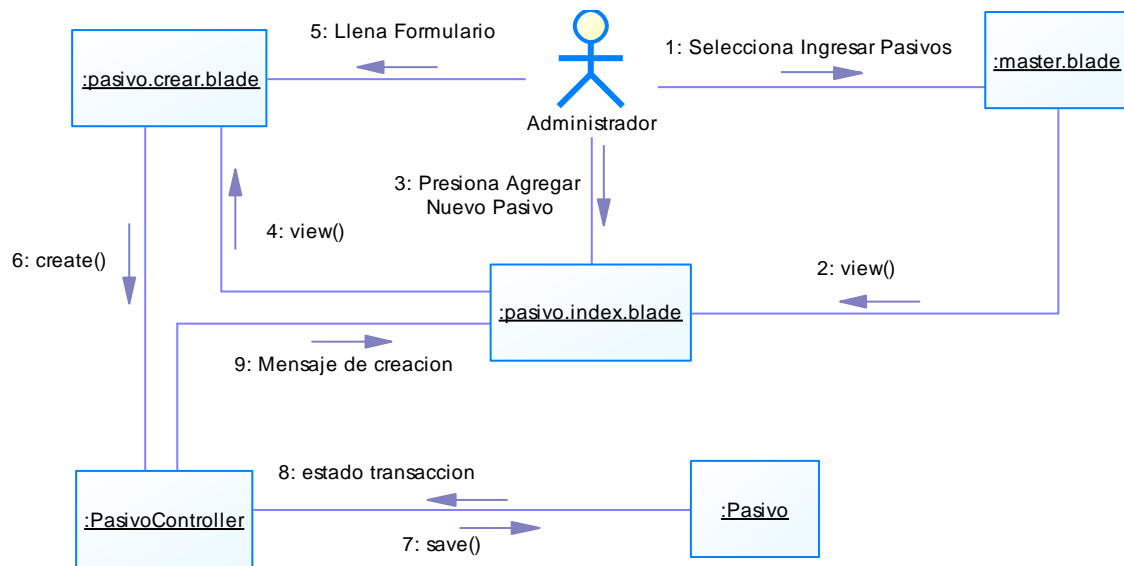 5: Llena Formulario
1: Selecciona Ingresar Pasivos
:pasivo.crear.blade
:master.blade
Administrador
3: Presiona Agregar
Nuevo Pasivo
4: view()
6: create()
2: view()
:pasivo.index.blade
9: Mensaje de creacion
8: estado transaccion
:PasivoController
:Pasivo
7: save()